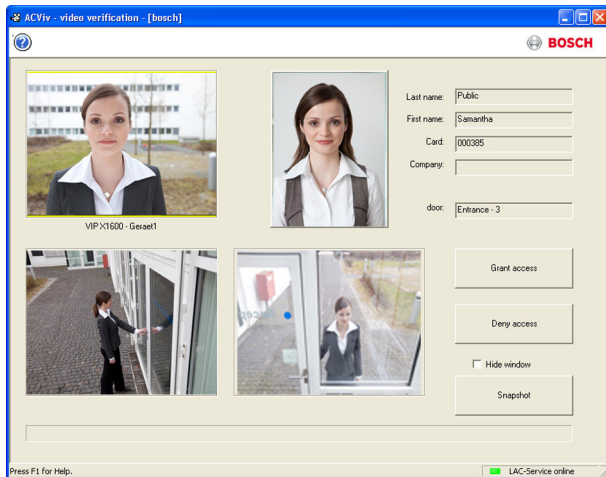 ACViv - video verification - [bosch]
BOSCH
Last name: Public
First name: Samantha
Card: 000385
Company:
door: Entrance - 3
VIP X1600 - Geraet1
Grant access
Deny access
Hide window
Snapshot
Press F1 for Help.
LAC-Service online